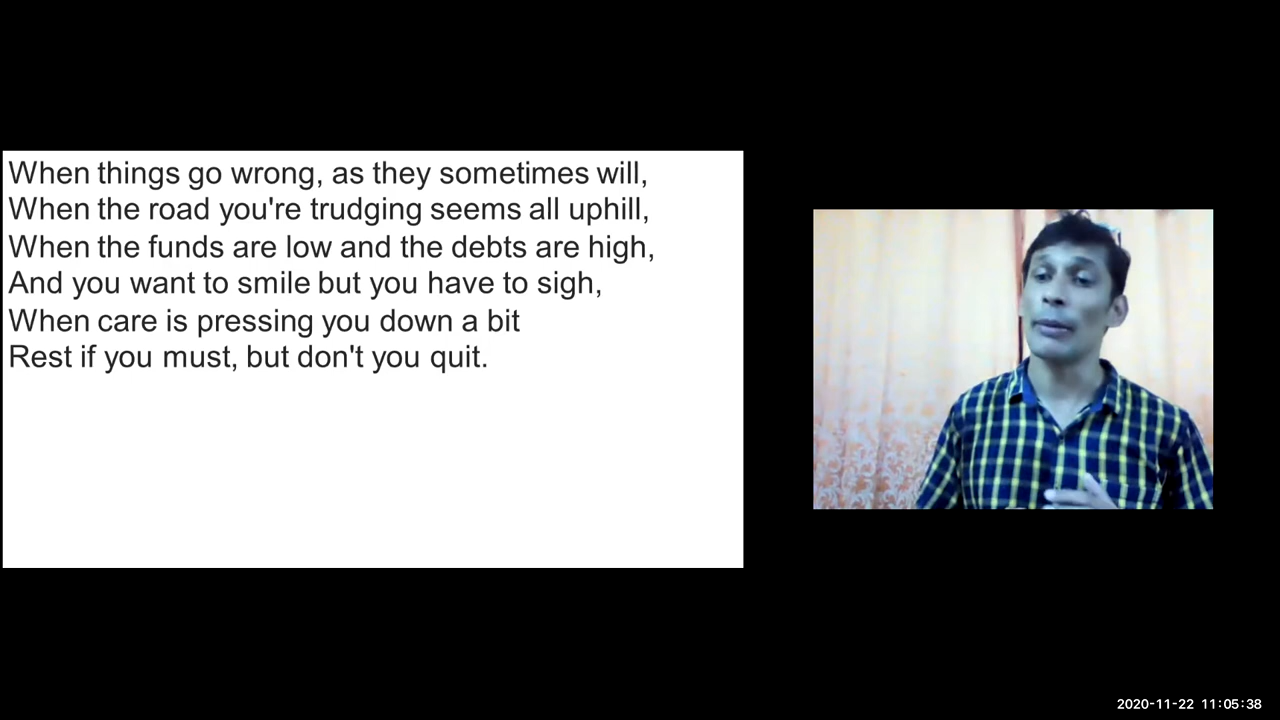 When things go wrong, as they sometimes will,
When the road you're trudging seems all uphill,
When the funds are low and the debts are high,
And you want to smile but you have to sigh,
When care is pressing you down a bit
Rest if you must, but don't you quit.
2020-11-22 11:05:38